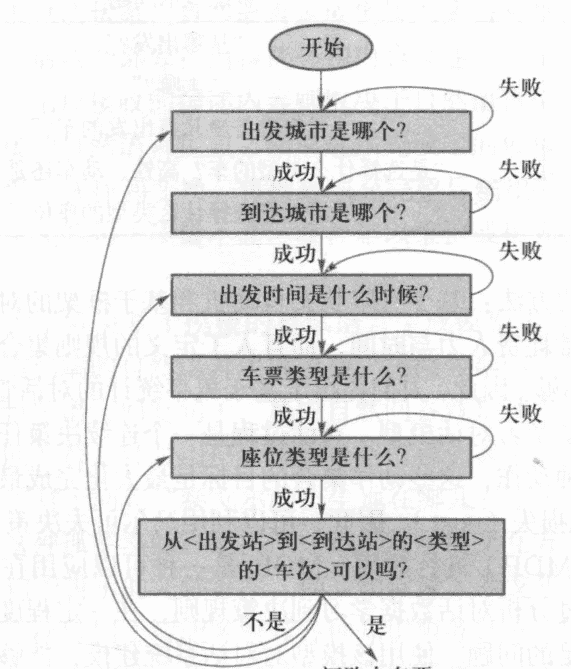 开始
失败
出发城市是哪个?
成功
失败
到达城市是哪个?
成功
失败
出发时间是什么时候?
成功
失败
车票类型是什么?
成功
失败
座位类型是什么?
成功
从<出发站>到<到达站>的<类型>
的<车次>可以吗?
不是
是